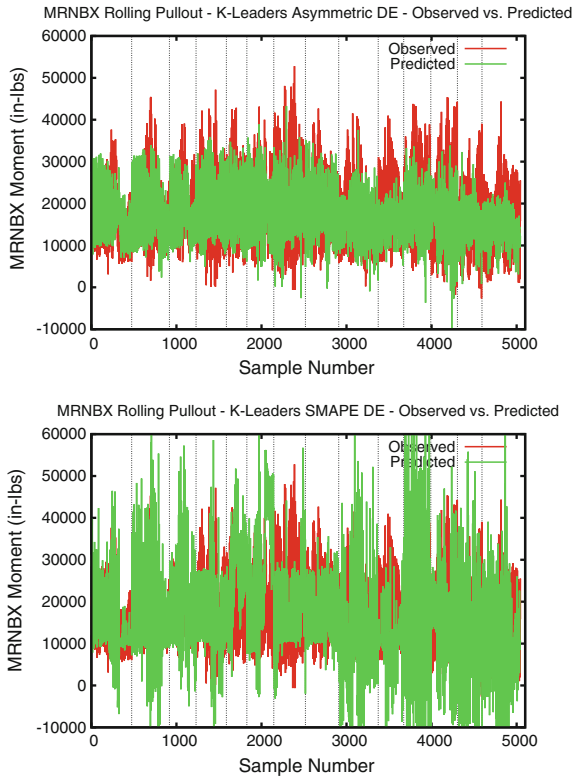 MRNBX Rolling Pullout - K-Leaders Asymmetric DE - Observed vs. Predicted
60000
50000
40000
30000
20000
10000
0
-10000
MRNBX Moment (in-lbs)
Observed
Predicted
0 1000 2000 3000 4000 5000
Sample Number
MRNBX Rolling Pullout - K-Leaders SMAPE DE - Observed vs. Predicted
60000
50000
40000
30000
20000
10000
0
-10000
MRNBX Moment (in-lbs)
Observed
Predicted
0 1000 2000 3000 4000 5000
Sample Number